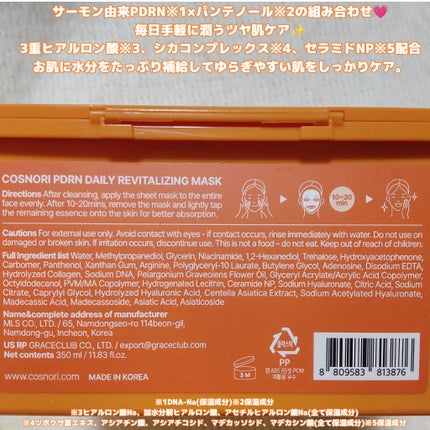 サーモン由来PDRN※1×パンテノール※2の組み合わせ💗
毎日手軽に潤うツヤ肌ケア✨
3重ヒアルロン酸※3、シカコンプレックス※4、セラミドNP※5配合
お肌に水分をたっぷり補給してゆらぎやすい肌をしっかりケア。
COSNORI PDRN DAILY REVITALIZING MASK
Directions After cleansing, apply the sheet mask to the entire
face evenly. After 10-20mins, remove the mask and lightly tap
the remaining essence onto the skin for better absorption.
10~20
min
Cautions For external use only. Avoid contact with eyes - if contact occurs, rinse immediately with water. Do not use on
damaged or broken skin. If irritation occurs, discontinue use. This is not a food – do not eat. Keep out of reach of children.
Full Ingredient list Water, Methylpropanediol, Glycerin, Niacinamide, 1,2-Hexanediol, Trehalose, Hydroxyacetophenone,
Carbomer, Panthenol, Xanthan Gum, Arginine, Polyglyceryl-10 Laurate, Butylene Glycol, Adenosine, Disodium EDTA,
Hydrolyzed Collagen, Sodium DNA, Pelargonium Graveolens Flower Oil, Glyceryl Acrylate/Acrylic Acid Copolymer,
Octyldodecanol, PVM/MA Copolymer, Hydrogenated Lecithin, Ceramide NP, Sodium Hyaluronate, Citric Acid, Sodium
Citrate, Caprylyl Glycol, Hydrolyzed Hyaluronic Acid, Centella Asiatica Extract, Sodium Acetylated Hyaluronate,
Madecassic Acid, Madecassoside, Asiatic Acid, Asiaticoside
Name&complete address of manufacturer
MLS CO., LTD. / 65, Namdongseo-ro 114beon-gil,
Namdong-gu, Incheon, Korea
US RP GRACECLUB CO., LTD. / export@graceclub.com
Net contents 350 ml / 11.83 fl. oz.
www.cosnori.com MADE IN KOREA
3 M
플라스틱
PP
캡 ABS /힌지 POM
재활용 우수
8 809583 813876
※1DNA-Na(保湿成分)※2保湿成分
※3ヒアルロン酸Na、加水分解ヒアルロン酸、アセチルヒアルロン酸Na(全て保湿成分)
※4ツボクサ葉エキス、アシアチン酸、アシアチコシド、マデカッソシド、マデカシン酸(全て保湿成分)※5保湿成分